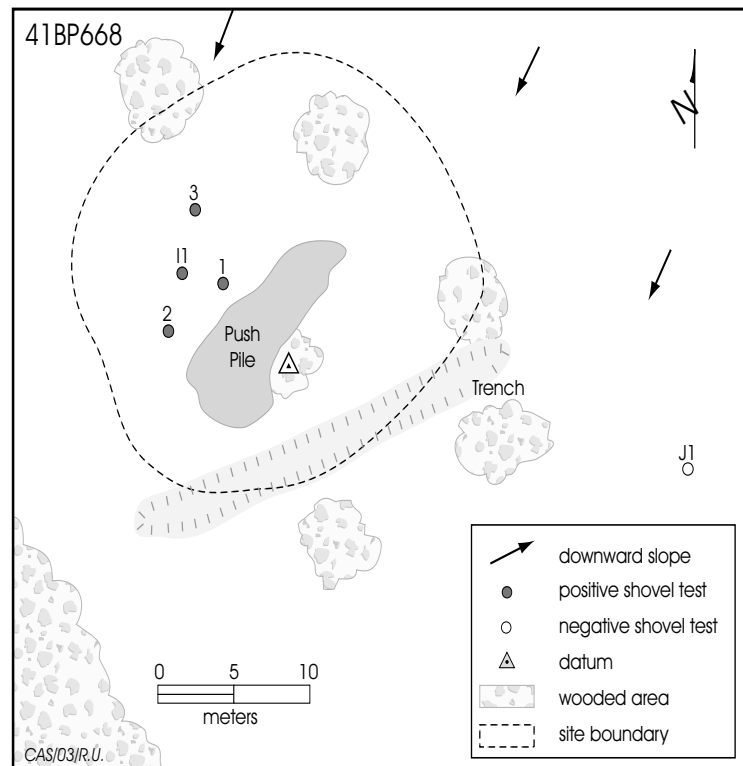 41BP668
N
3
I1
1
2
Push
Pile
Trench
J1
0 5 10
meters
downward slope
positive shovel test
negative shovel test
datum
wooded area
site boundary
CAS/03/R.U.